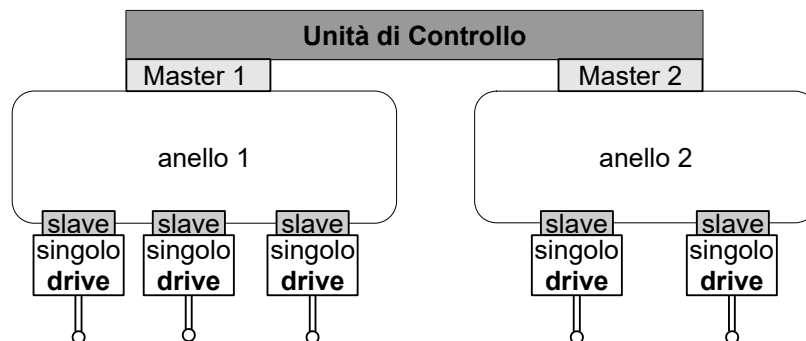 Unità di Controllo
Master 1
Master 2
anello 1
anello 2
slave
slave
slave
slave
slave
singolo
drive
singolo
drive
singolo
drive
singolo
drive
singolo
drive